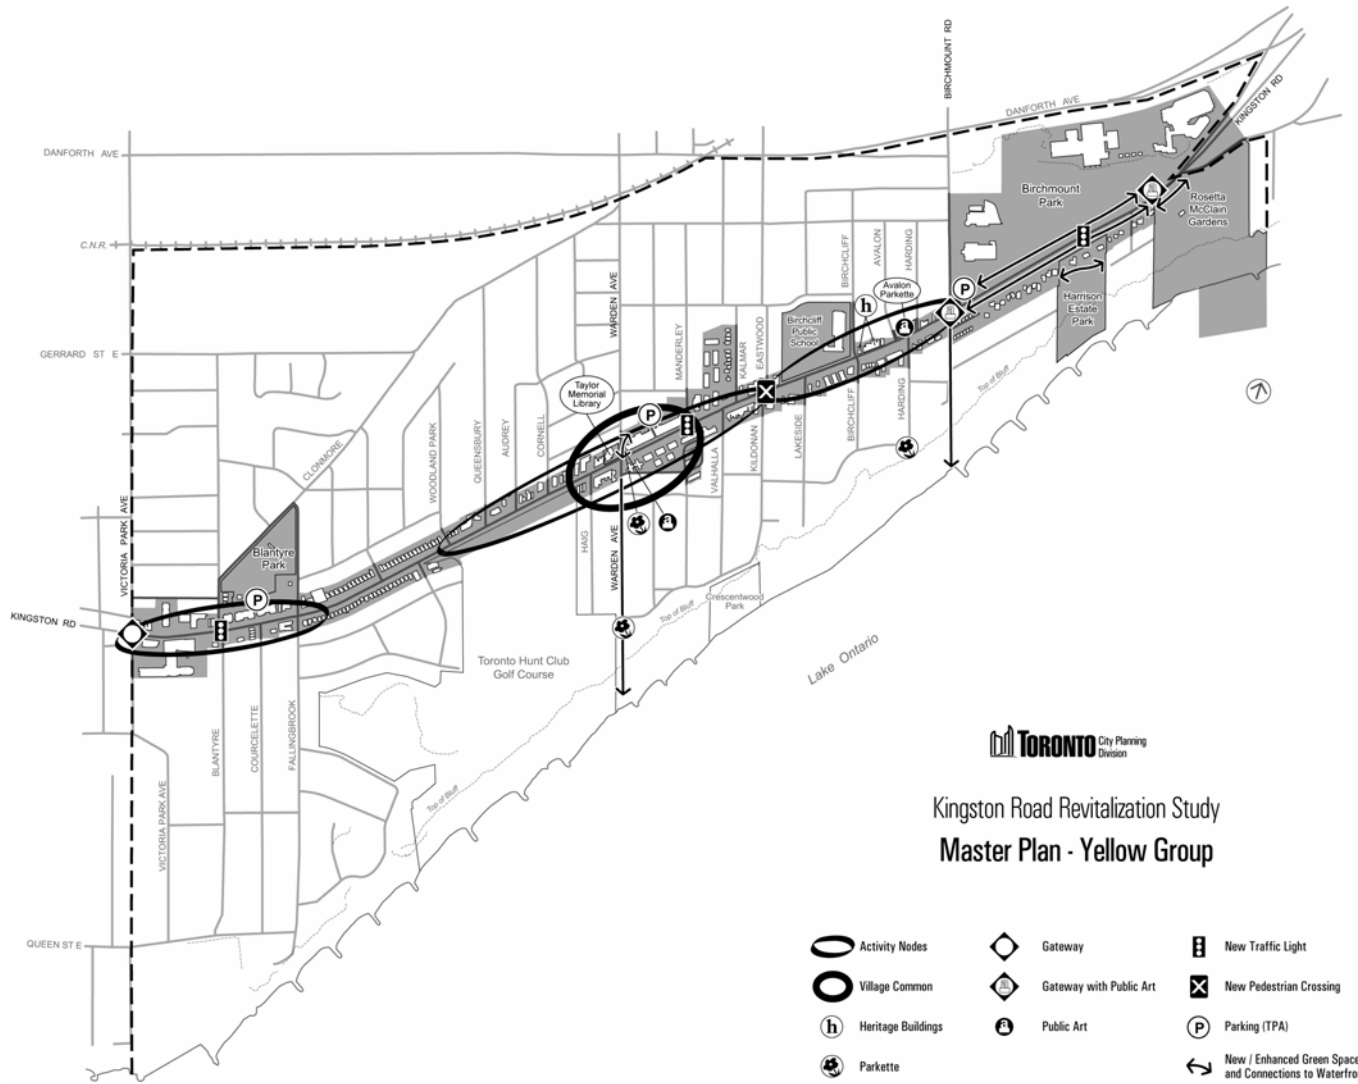 BIRCHMOUNT RD
DANFORTH AVE
KINGSTON RD
DANFORTH AVE
Birchmount
Park
Rosetta
McClain
Gardens
C.N.R.
BIRCHCLIFF
AVALON
HARDING
WARDEN AVE
Avalon
Parkette
P
h
a
Harrison
Estate
Park
Birchcliff
Public
School
MANDERLEY
KALMAR
EASTWOOD
GERRARD ST E
Top of Bluff
Taylor
Memorial
Library
P
CLONMORE
WOODLAND PARK
QUEENSBURY
AUDREY
CORNELL
VALHALLA
KILDONAN
LAKESIDE
BIRCHCLIFF
HARDING
VICTORIA PARK AVE
HAIG
WARDEN AVE
a
Blantyre
Park
P
KINGSTON RD
Crescentwood
Park
Top of Bluff
Toronto Hunt Club
Golf Course
Lake Ontario
BLANTYRE
COURCELETTE
FALLINGBROOK
VICTORIA PARK AVE
Top of Bluff
QUEEN ST E
TORONTO City Planning
Division
Kingston Road Revitalization Study
Master Plan - Yellow Group
Activity Nodes
Gateway
New Traffic Light
Village Common
Gateway with Public Art
New Pedestrian Crossing
h Heritage Buildings
a Public Art
P Parking (TPA)
Parkette
New / Enhanced Green Space
and Connections to Waterfro